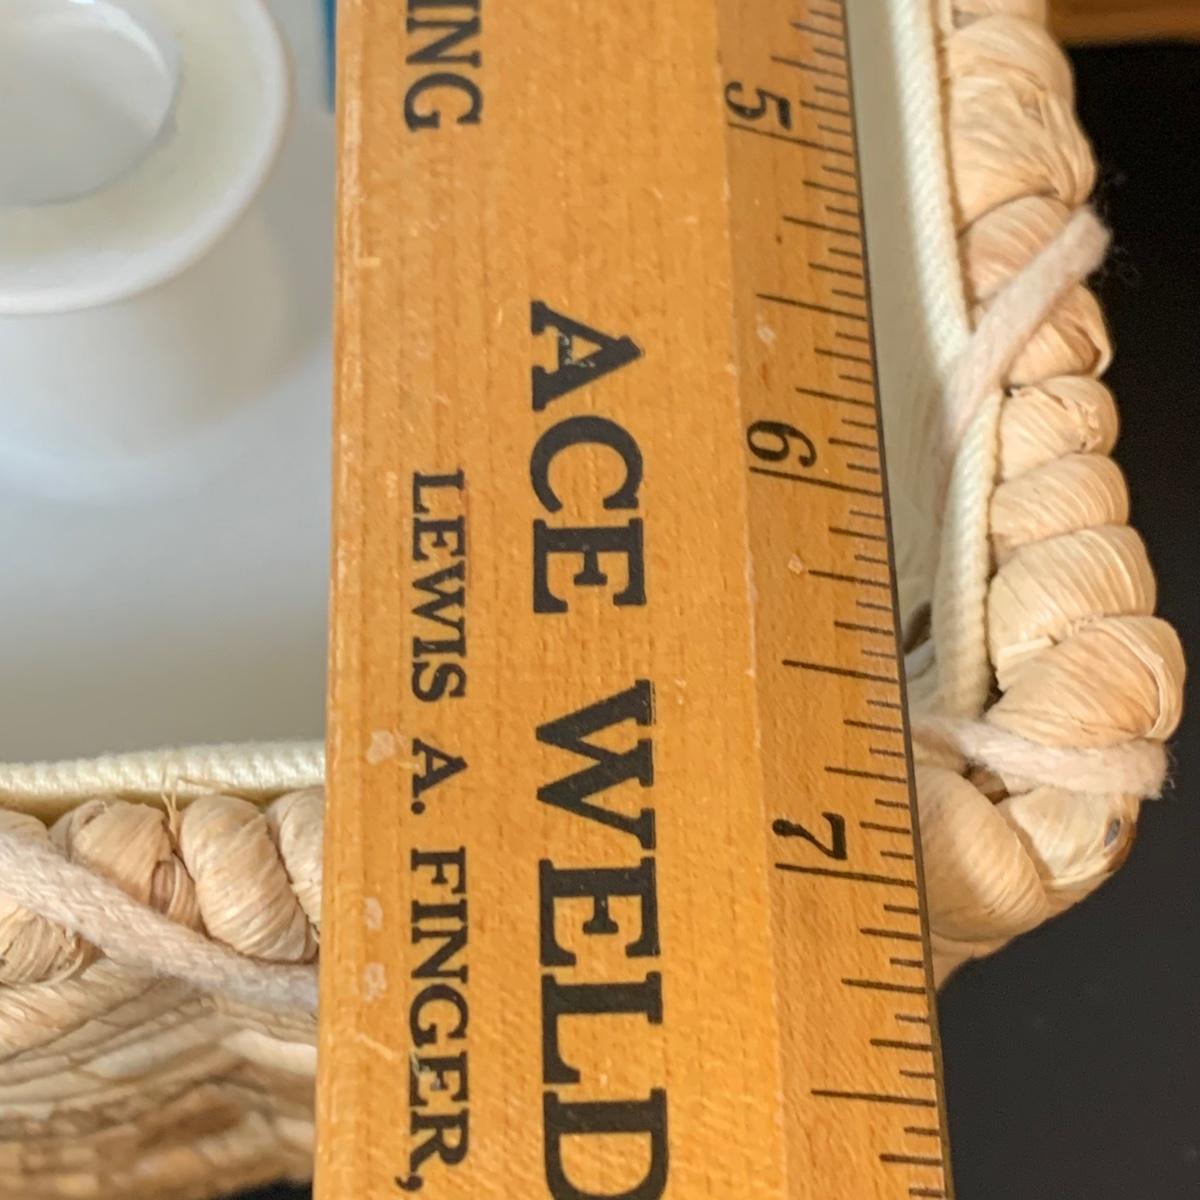 ING
ACE WELD
LEWIS A. FINGER,
5
6
7